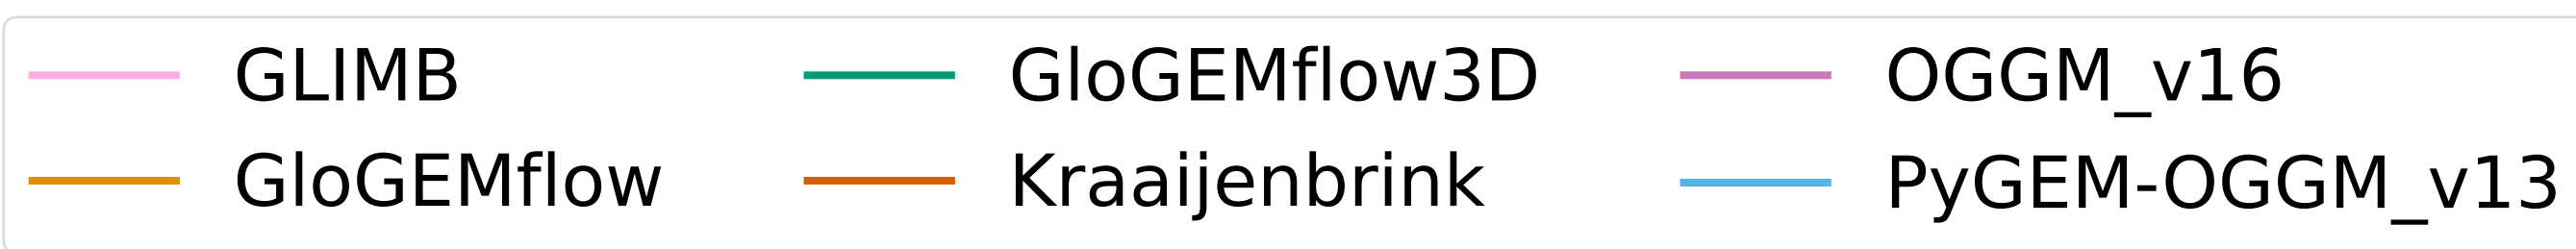 GLIMB GloGEMflow3D OGGM_v16
GloGEMflow Kraaijenbrink PyGEM-OGGM_v13